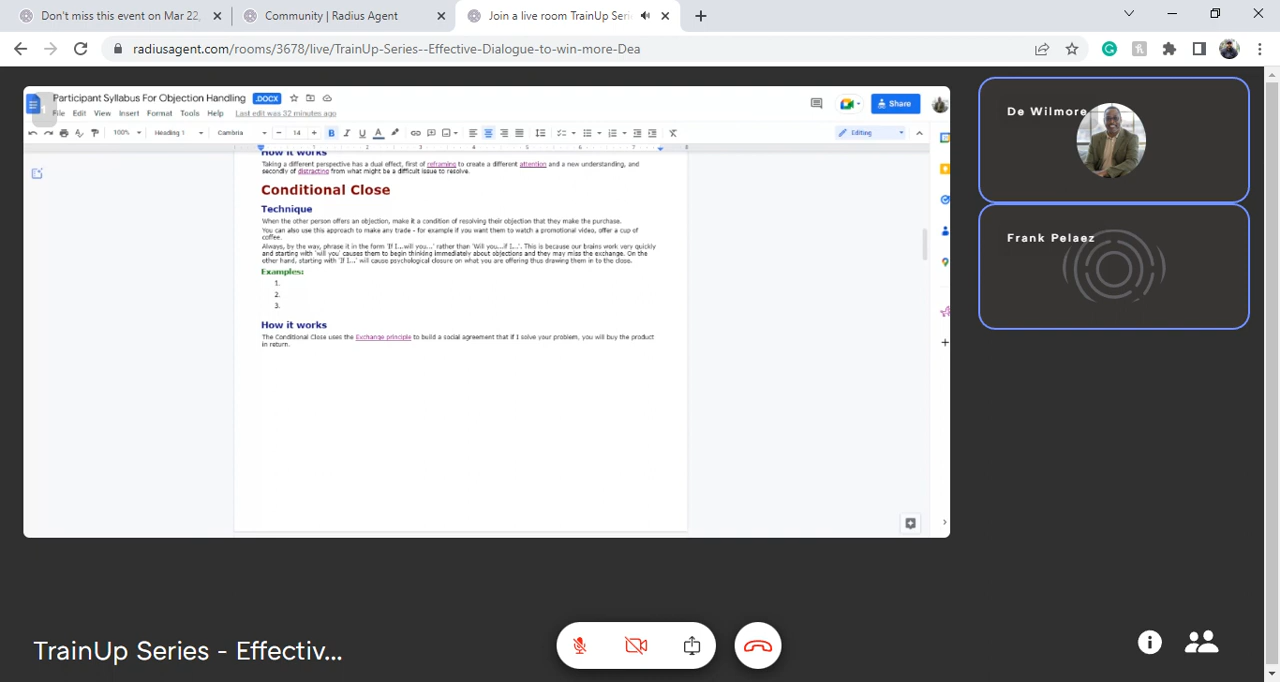 Don't miss this event on Mar 22,
Community | Radius Agent
Join a live room TrainUp Seri
radiusagent.com/rooms/3678/live/TrainUp-Series--Effective-Dialogue-to-win-more-Dea
Participant Syllabus For Objection Handling .DOCX
File Edit View Insert Format Tools Help Last edit was 32 minutes ago
Share
100% Heading 1 Cambria - 14 + B I U A
Editing
1 2 3 4 5 6 7 8
How it works
Taking a different perspective has a dual effect, first of reframing to create a different attention and a new understanding, and
secondly of distracting from what might be a difficult issue to resolve.
Conditional Close
Technique
When the other person offers an objection, make it a condition of resolving their objection that they make the purchase.
You can also use this approach to make any trade - for example if you want them to watch a promotional video, offer a cup of
coffee.
Always, by the way, phrase it in the form 'If I...will you...' rather than 'Will you...if I...'. This is because our brains work very quickly
and starting with 'will you' causes them to begin thinking immediately about objections and they may miss the exchange. On the
other hand, starting with 'If I...' will cause psychological closure on what you are offering thus drawing them in to the close.
Examples:
1.
2.
3.
How it works
The Conditional Close uses the Exchange principle to build a social agreement that if I solve your problem, you will buy the product
in return.
De Wilmore
Frank Pelaez
TrainUp Series - Effectiv...